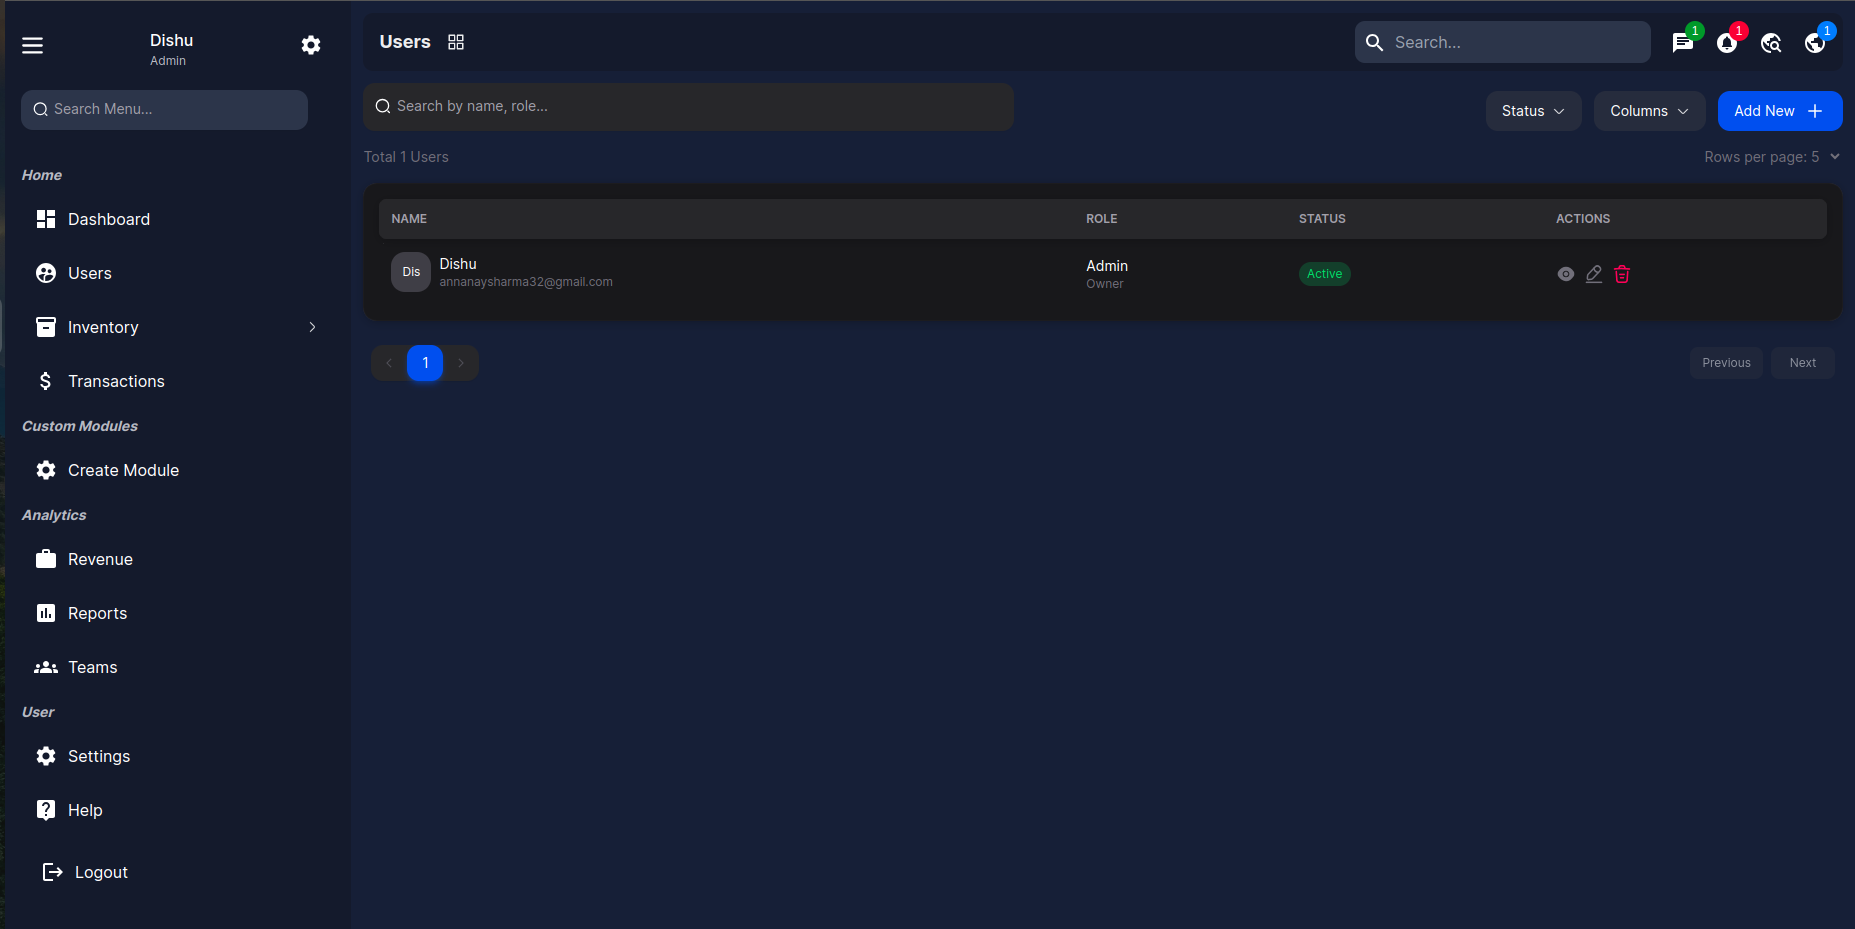 Dishu
Admin
Search Menu...
Home
Dashboard
Users
Inventory
Transactions
Custom Modules
Create Module
Analytics
Revenue
Reports
Teams
User
Settings
Help
Logout
Users
Search...
1
1
1
Search by name, role...
Status
Columns
Add New
Total 1 Users
Rows per page: 5
NAME ROLE STATUS ACTIONS
Dis
Dishu
annanaysharma32@gmail.com
Admin
Owner
Active
1
Previous
Next